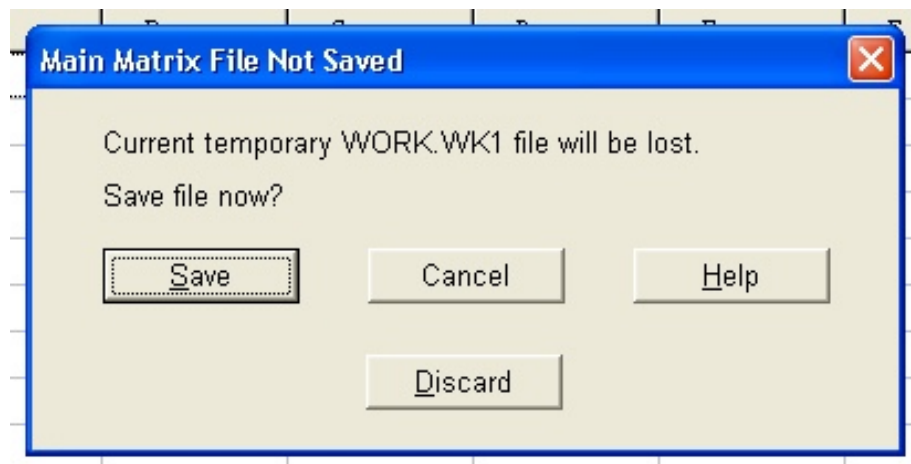 Main Matrix File Not Saved
Current temporary WORK.WK1 file will be lost.
Save file now?
Save Cancel Help
Discard